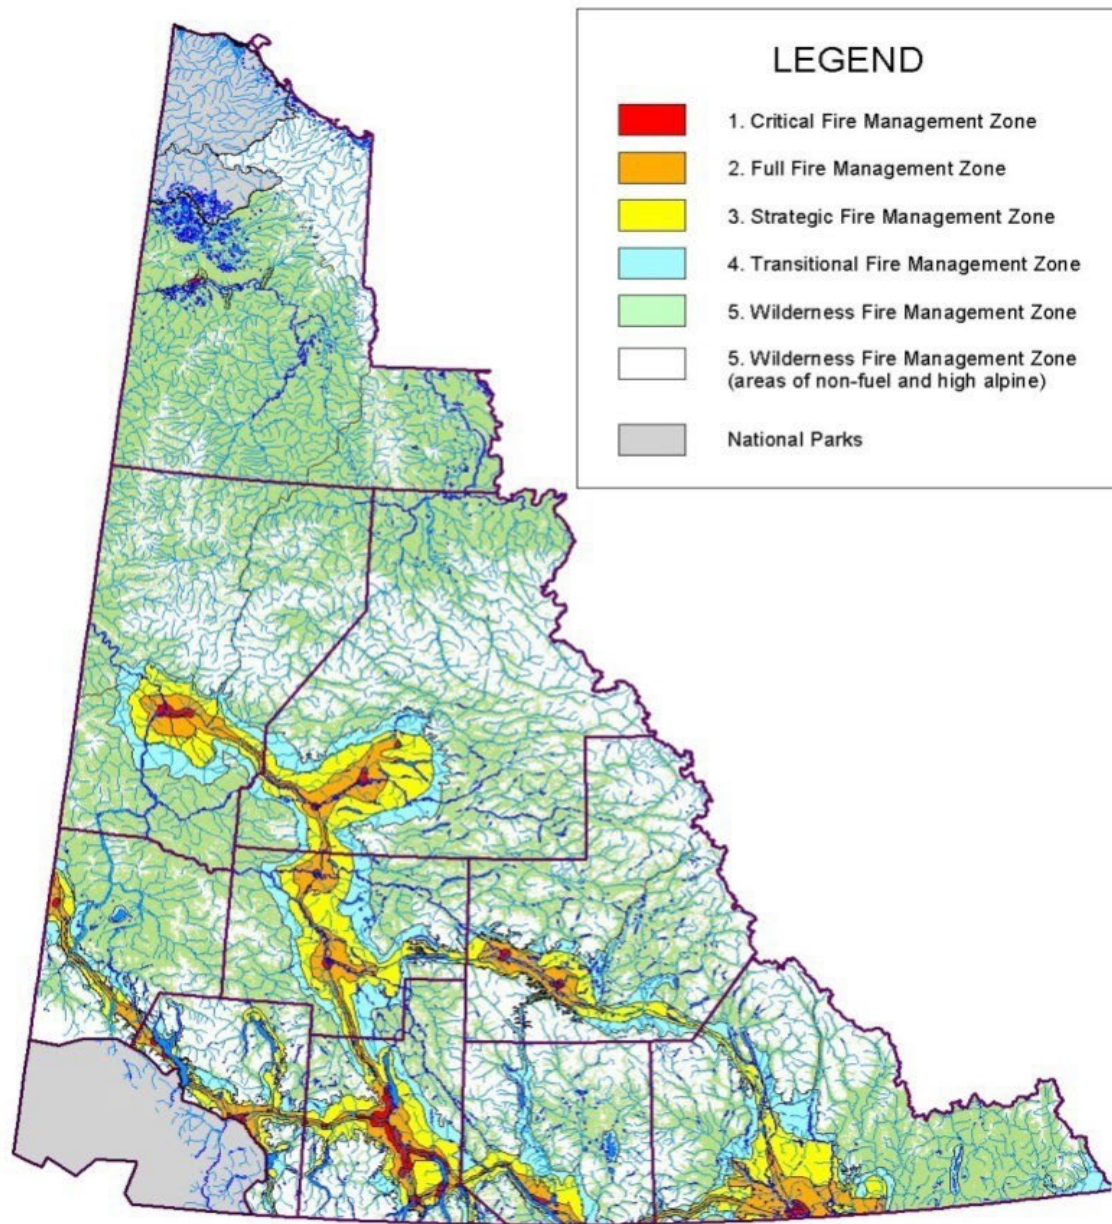 LEGEND
1. Critical Fire Management Zone
2. Full Fire Management Zone
3. Strategic Fire Management Zone
4. Transitional Fire Management Zone
5. Wilderness Fire Management Zone
5. Wilderness Fire Management Zone
(areas of non-fuel and high alpine)
National Parks